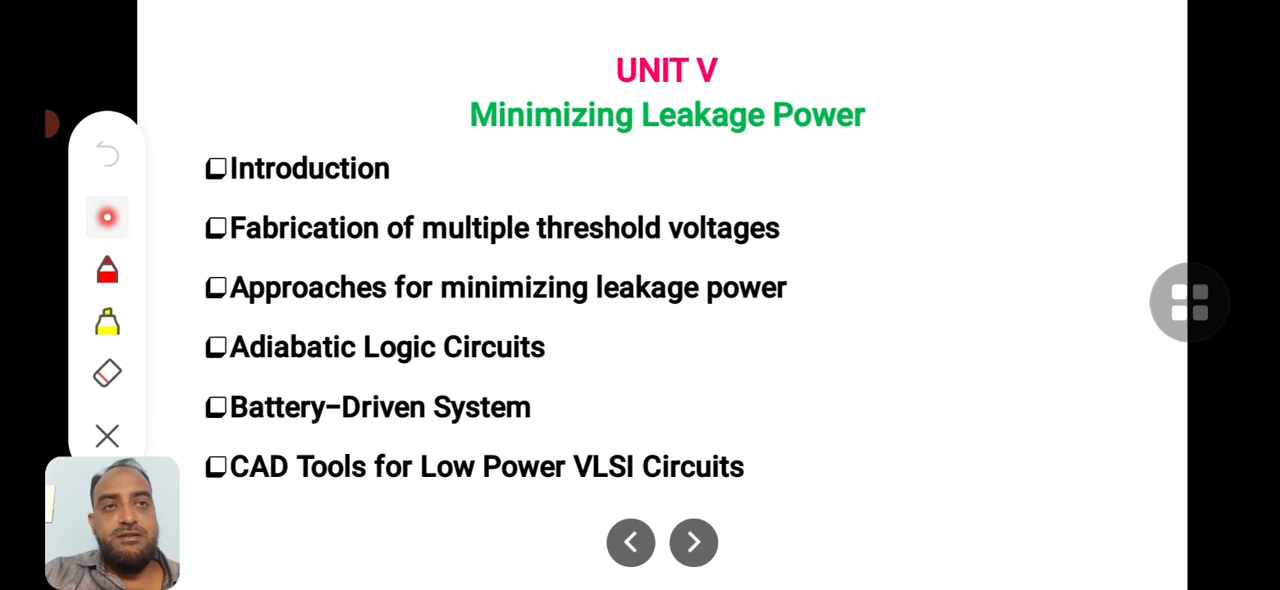 UNIT V
Minimizing Leakage Power
❑Introduction
❑Fabrication of multiple threshold voltages
❑Approaches for minimizing leakage power
❑Adiabatic Logic Circuits
❑Battery–Driven System
❑CAD Tools for Low Power VLSI Circuits